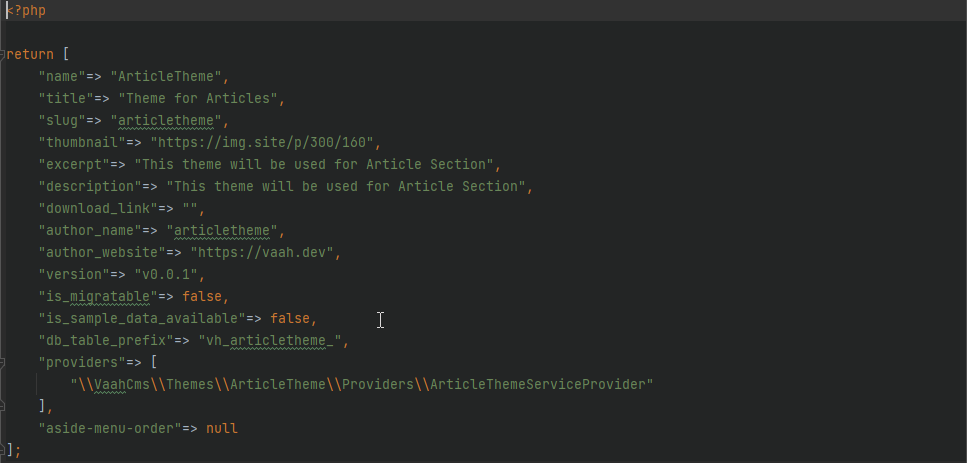 <?php
return [
"name"=> "ArticleTheme",
"title"=> "Theme for Articles",
"slug"=> "articletheme",
"thumbnail"=> "https://img.site/p/300/160",
"excerpt"=> "This theme will be used for Article Section",
"description"=> "This theme will be used for Article Section",
"download_link"=> "",
"author_name"=> "articletheme",
"author_website"=> "https://vaah.dev",
"version"=> "v0.0.1",
"is_migratable"=> false,
"is_sample_data_available"=> false,
"db_table_prefix"=> "vh_articletheme_",
"providers"=> [
"\\VaahCms\\Themes\\ArticleTheme\\Providers\\ArticleThemeServiceProvider"
],
"aside-menu-order"=> null
];